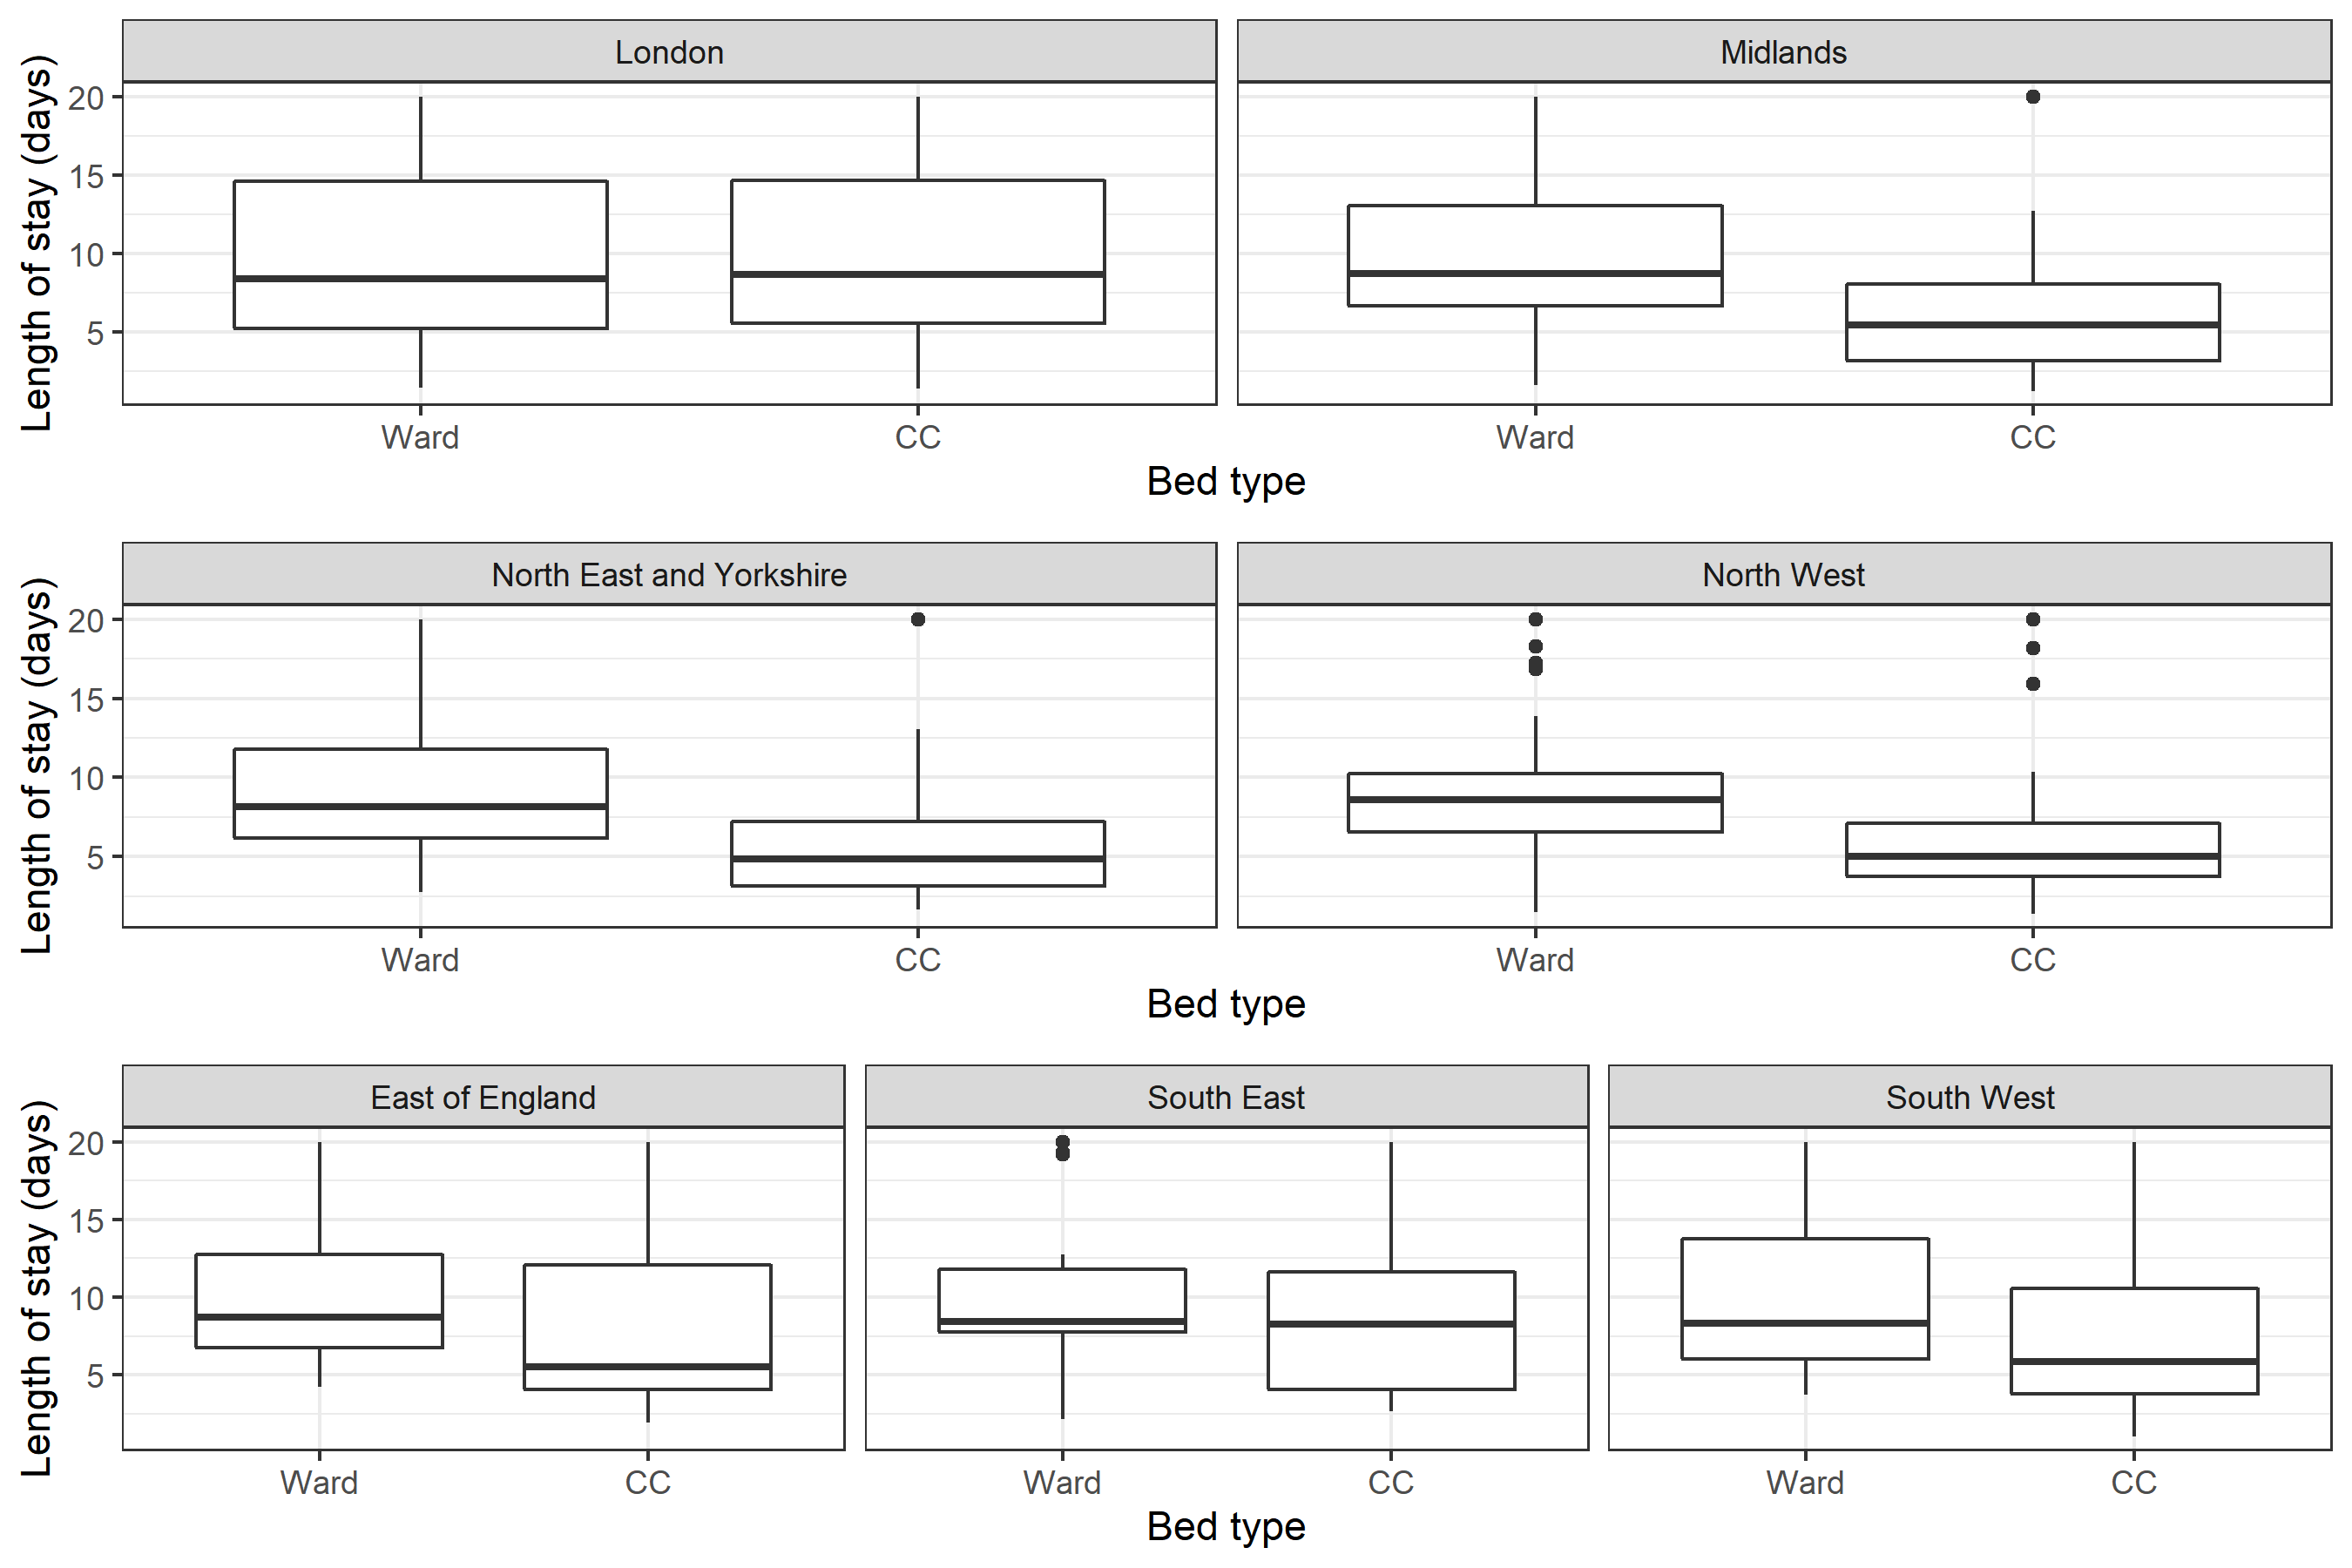 London
Midlands
Length of stay (days)
20
15
10
5
Ward
CC
Ward
CC
Bed type
North East and Yorkshire
North West
Length of stay (days)
20
15
10
5
Ward
CC
Ward
CC
Bed type
East of England
South East
South West
Length of stay (days)
20
15
10
5
Ward
CC
Ward
CC
Ward
CC
Bed type